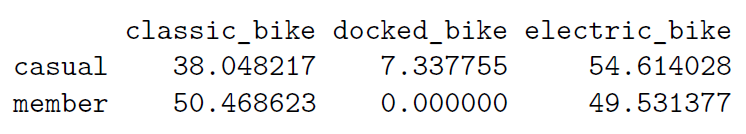 classic_bike docked_bike electric_bike
casual 38.048217 7.337755 54.614028
member 50.468623 0.000000 49.531377